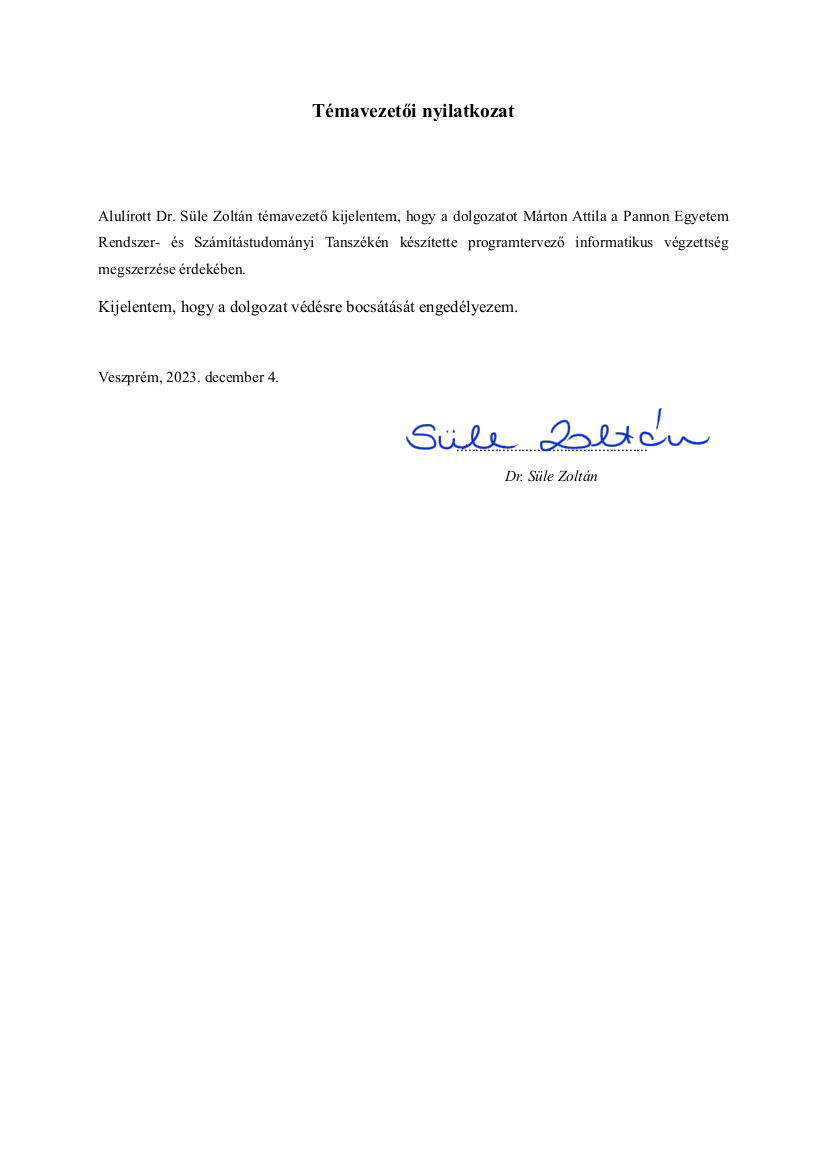 Témavezetői nyilatkozat
Alulírott Dr. Süle Zoltán témavezető kijelentem, hogy a dolgozatot Márton Attila a Pannon Egyetem
Rendszer- és Számítástudományi Tanszékén készítette programtervező informatikus végzettség
megszerzése érdekében.
Kijelentem, hogy a dolgozat védésre bocsátását engedélyezem.
Veszprém, 2023. december 4.
Süle Zoltán
Dr. Süle Zoltán